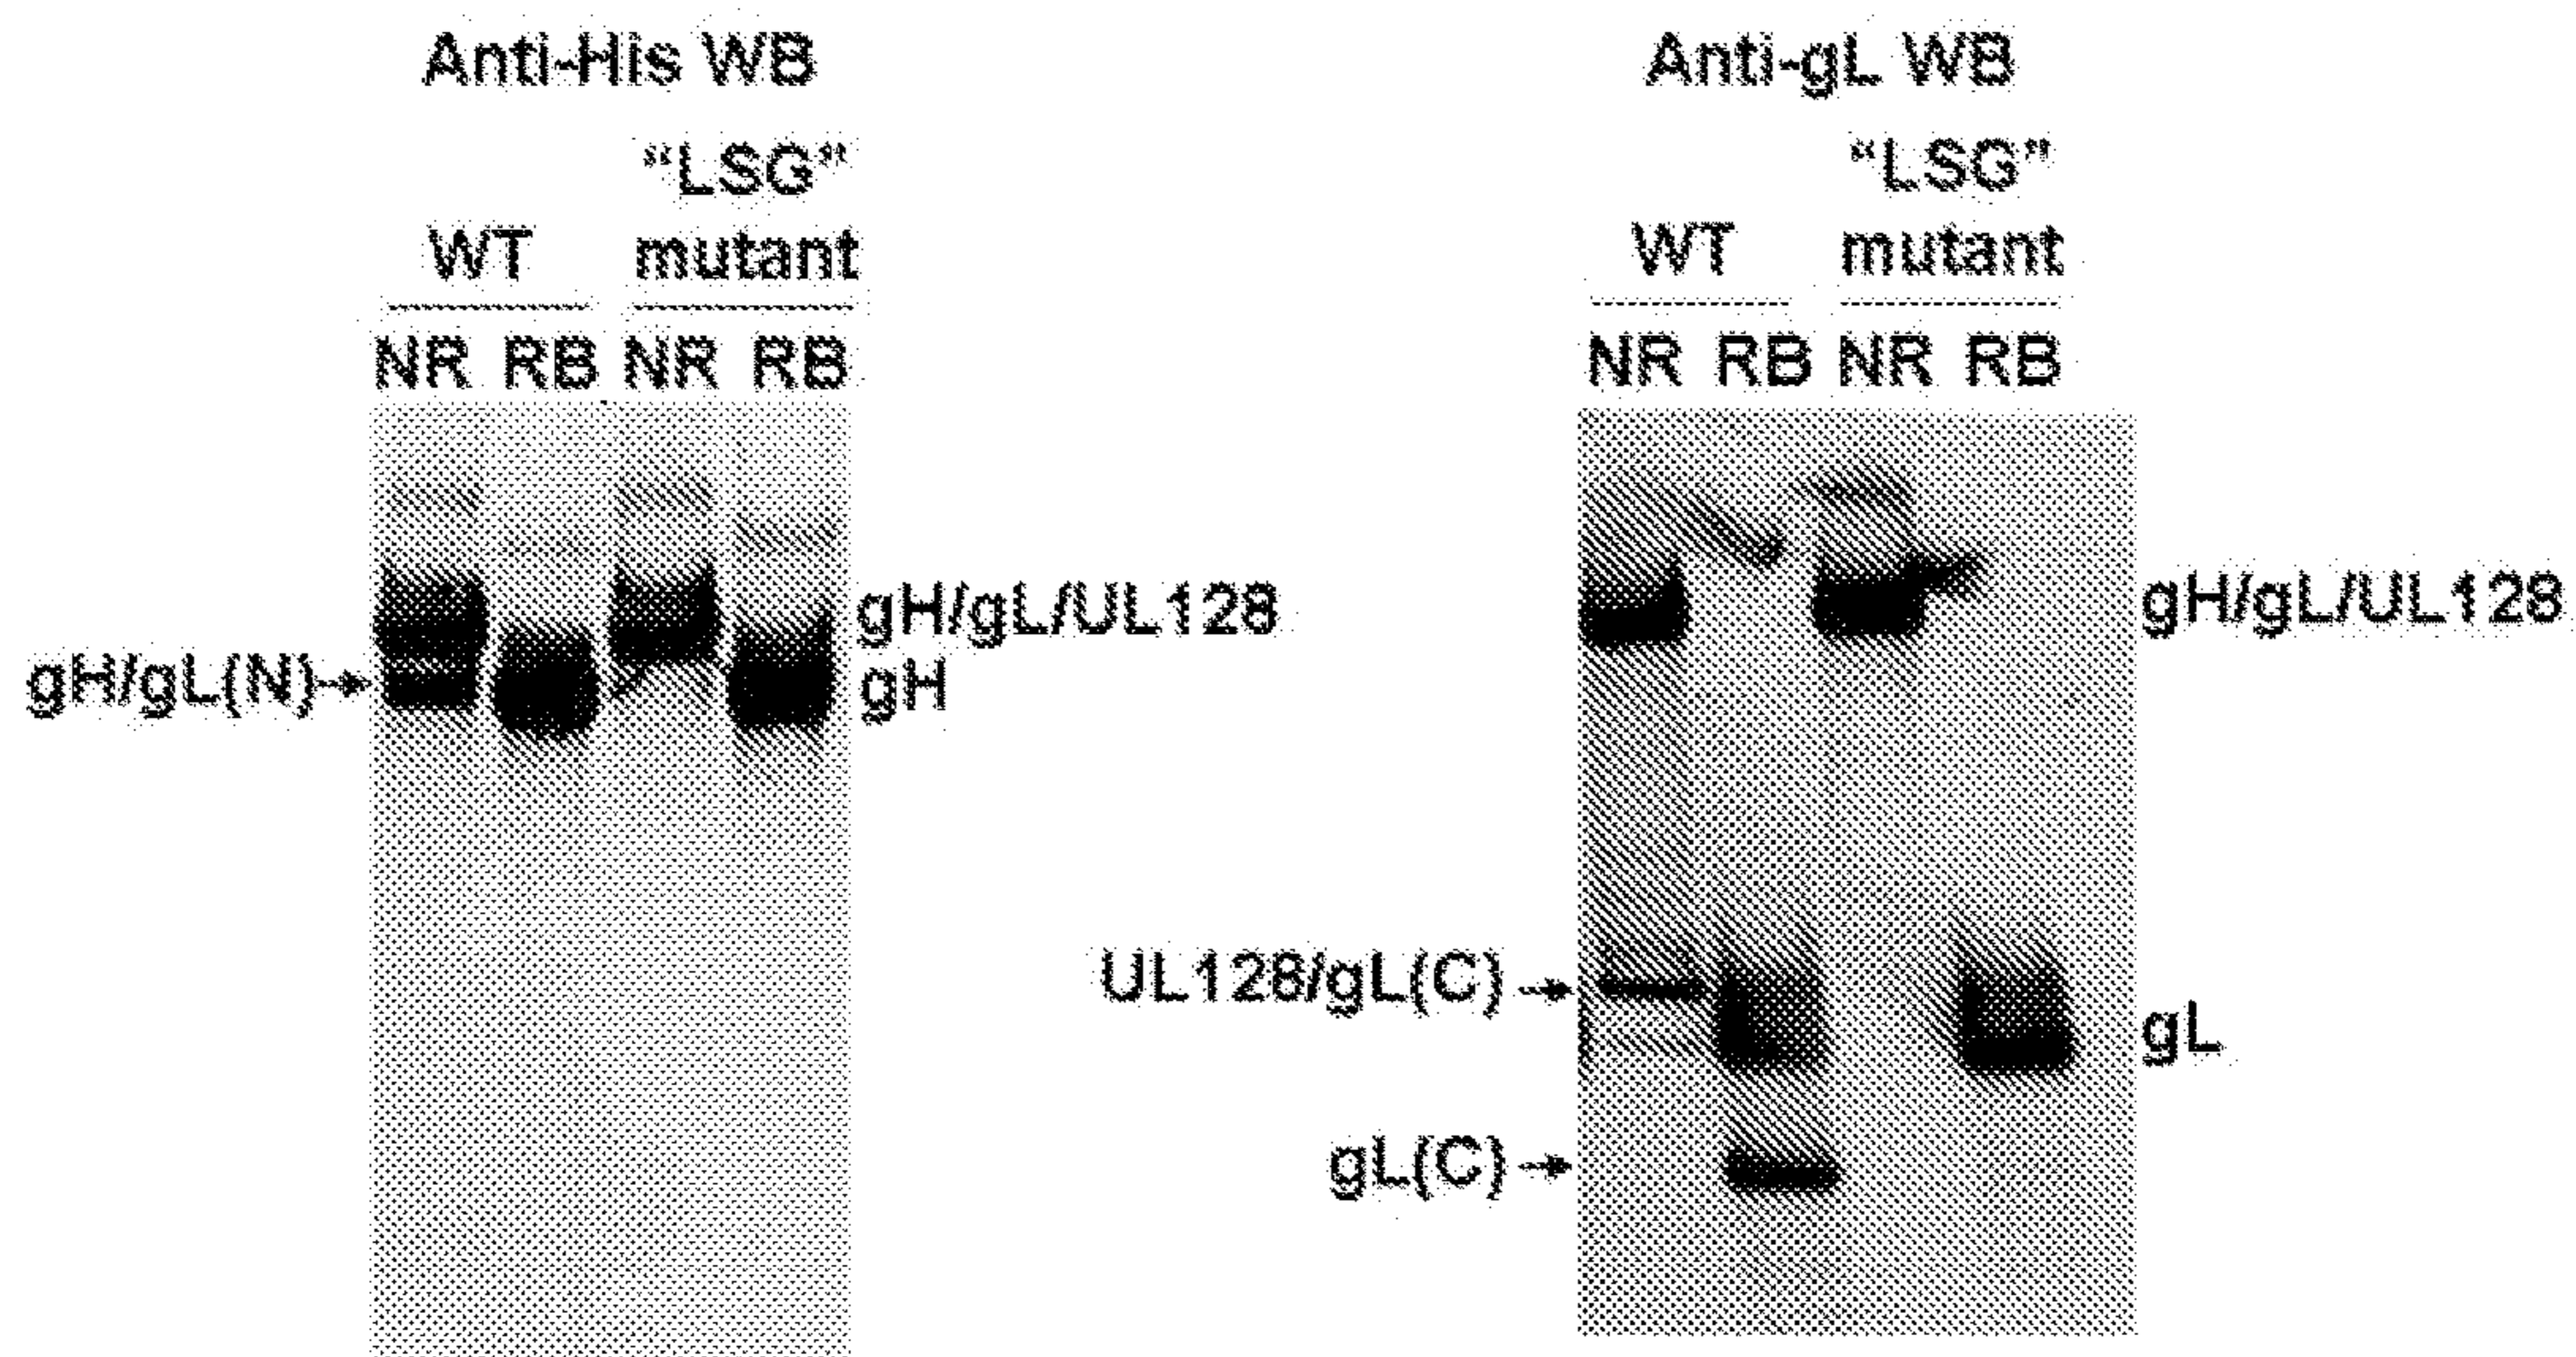 Anti-His WB
"LSG"
WT mutant
NR RB NR RB
gH/gL/UL128
gH/gL(N)
gH
Anti-gL WB
"LSG"
WT mutant
NR RB NR RB
gH/gL/UL128
UL128/gL(C)
gL
gL(C)